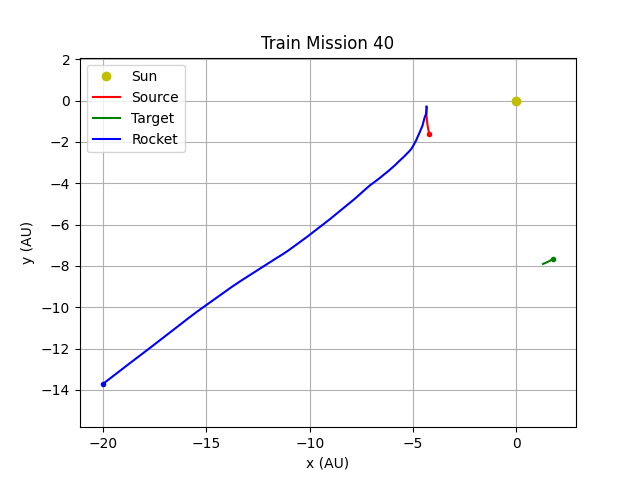 Train Mission 40
Sun
Source
Target
Rocket
2
0
−2
−4
−6
−8
−10
−12
−14
y (AU)
−20
−15
−10
−5
0
x (AU)